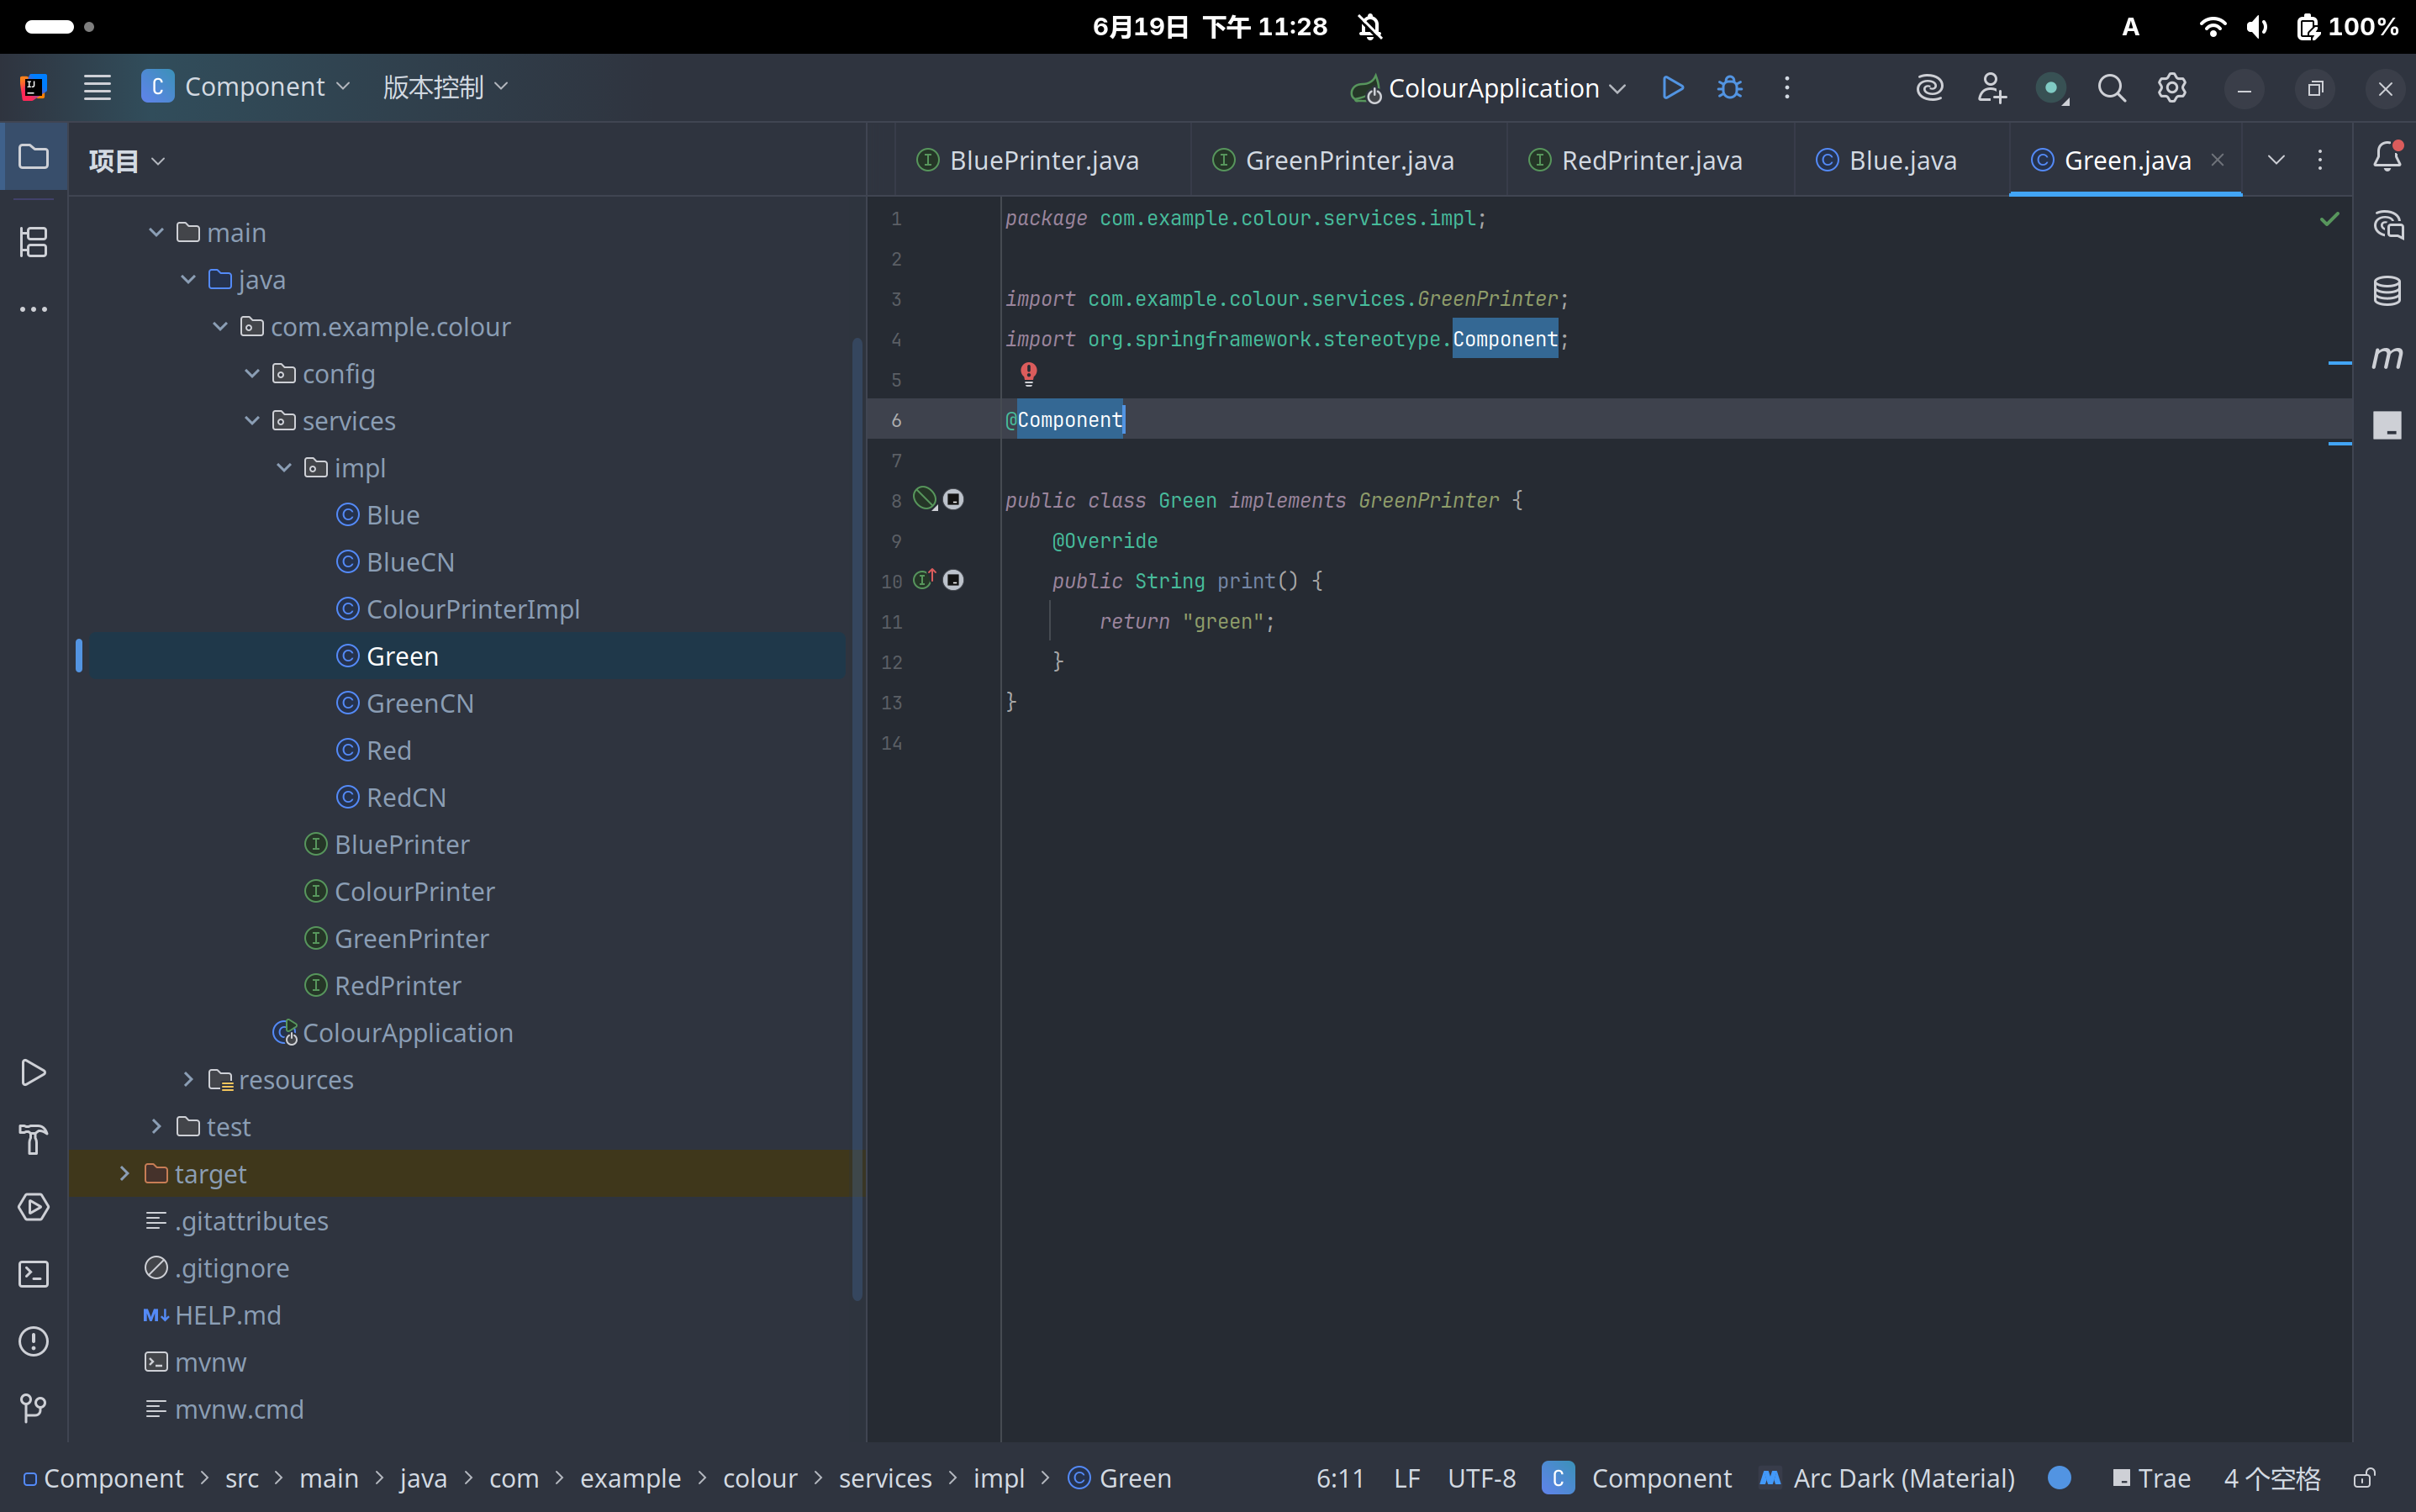 6月19日 下午 11:28
A
100%
C Component
版本控制
ColourApplication
项目
main
java
com.example.colour
config
services
impl
Blue
BlueCN
ColourPrinterImpl
Green
GreenCN
Red
RedCN
BluePrinter
ColourPrinter
GreenPrinter
RedPrinter
ColourApplication
resources
test
target
.gitattributes
.gitignore
HELP.md
mvnw
mvnw.cmd
BluePrinter.java
GreenPrinter.java
RedPrinter.java
Blue.java
Green.java
1 package com.example.colour.services.impl;
2
3 import com.example.colour.services.GreenPrinter;
4 import org.springframework.stereotype.Component;
5
6 @Component
7
8 public class Green implements GreenPrinter {
9 @Override
10 public String print() {
11 return "green";
12 }
13 }
14
Component > src > main > java > com > example > colour > services > impl > Green
6:11 LF UTF-8 C Component Arc Dark (Material) Trae 4 个空格